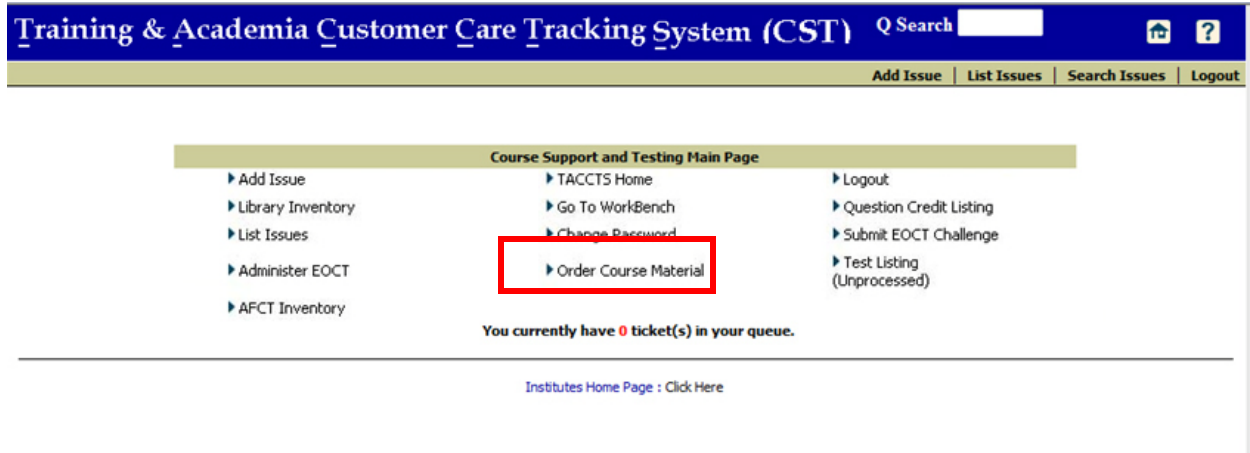 Training & Academia Customer Care Tracking System (CST) Q Search
Add Issue | List Issues | Search Issues | Logout
Course Support and Testing Main Page
Add Issue TACCTS Home Logout
Library Inventory Go To WorkBench Question Credit Listing
List Issues Change Password Submit EOCT Challenge
Administer EOCT Order Course Material Test Listing
(Unprocessed)
AFCT Inventory
You currently have 0 ticket(s) in your queue.
Institutes Home Page : Click Here